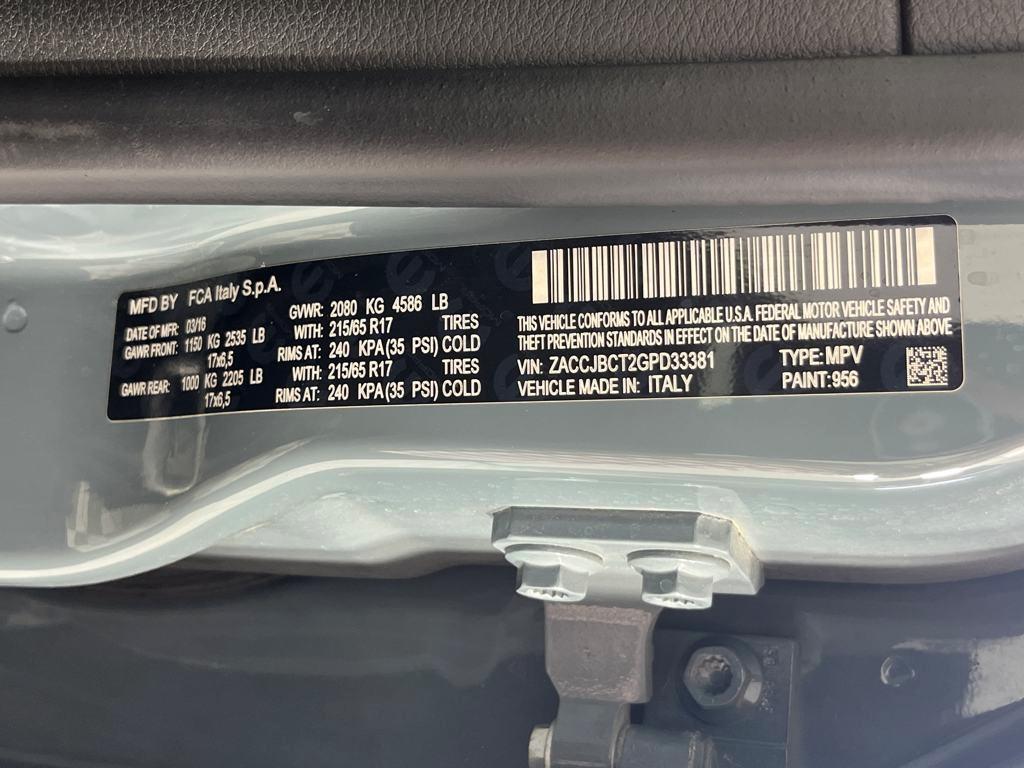 MFD BY FCA Italy S.p.A.
DATE OF MFR: 03/16 GVWR: 2080 KG 4586 LB
GAWR FRONT: 1150 KG 2535 LB WITH: 215/65 R17 TIRES
17x6,5 RIMS AT: 240 KPA(35 PSI) COLD
GAWR REAR: 1000 KG 2205 LB WITH: 215/65 R17 TIRES
17x6,5 RIMS AT: 240 KPA(35 PSI) COLD
THIS VEHICLE CONFORMS TO ALL APPLICABLE U.S.A. FEDERAL MOTOR VEHICLE SAFETY AND
THEFT PREVENTION STANDARDS IN EFFECT ON THE DATE OF MANUFACTURE SHOWN ABOVE
VIN: ZACCJBCT2GPD33381 TYPE: MPV
VEHICLE MADE IN: ITALY PAINT: 956